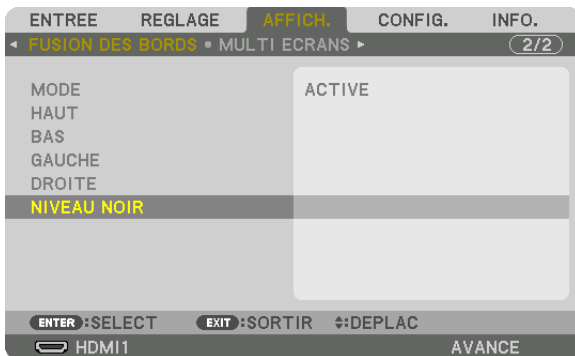 ENTREE REGLAGE AFFICH. CONFIG. INFO.
FUSION DES BORDS • MULTI ECRANS 2/2
MODE ACTIVE
HAUT
BAS
GAUCHE
DROITE
NIVEAU NOIR
ENTER :SELECT EXIT :SORTIR :DEPLAC
HDMI1 AVANCE